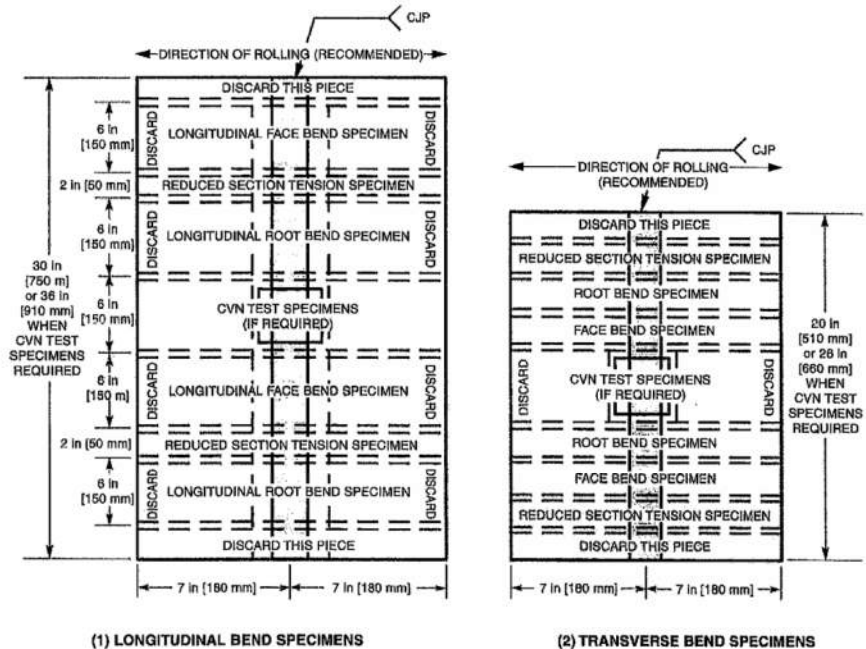 CJP
DIRECTION OF ROLLING (RECOMMENDED)
DISCARD THIS PIECE
6 in
[150 mm]
DISCARD
LONGITUDINAL FACE BEND SPECIMEN
DISCARD
2 in [50 mm]
REDUCED SECTION TENSION SPECIMEN
6 in
[150 mm]
DISCARD
LONGITUDINAL ROOT BEND SPECIMEN
DISCARD
30 in
[750 m]
or 36 in
[910 mm]
WHEN
CVN TEST
SPECIMENS
REQUIRED
6 in
[150 mm]
CVN TEST SPECIMENS
(IF REQUIRED)
6 in
[150 m]
DISCARD
LONGITUDINAL FACE BEND SPECIMEN
DISCARD
2 in [50 mm]
REDUCED SECTION TENSION SPECIMEN
6 in
[150 mm]
DISCARD
LONGITUDINAL ROOT BEND SPECIMEN
DISCARD
DISCARD THIS PIECE
7 in [180 mm]
7 in [180 mm]
(1) LONGITUDINAL BEND SPECIMENS
CJP
DIRECTION OF ROLLING
(RECOMMENDED)
DISCARD THIS PIECE
REDUCED SECTION TENSION SPECIMEN
ROOT BEND SPECIMEN
FACE BEND SPECIMEN
DISCARD
CVN TEST SPECIMENS
(IF REQUIRED)
DISCARD
ROOT BEND SPECIMEN
FACE BEND SPECIMEN
REDUCED SECTION TENSION SPECIMEN
DISCARD THIS PIECE
20 in
[510 mm]
or 26 in
[660 mm]
WHEN
CVN TEST
SPECIMENS
REQUIRED
7 in [180 mm]
7 in [180 mm]
(2) TRANSVERSE BEND SPECIMENS